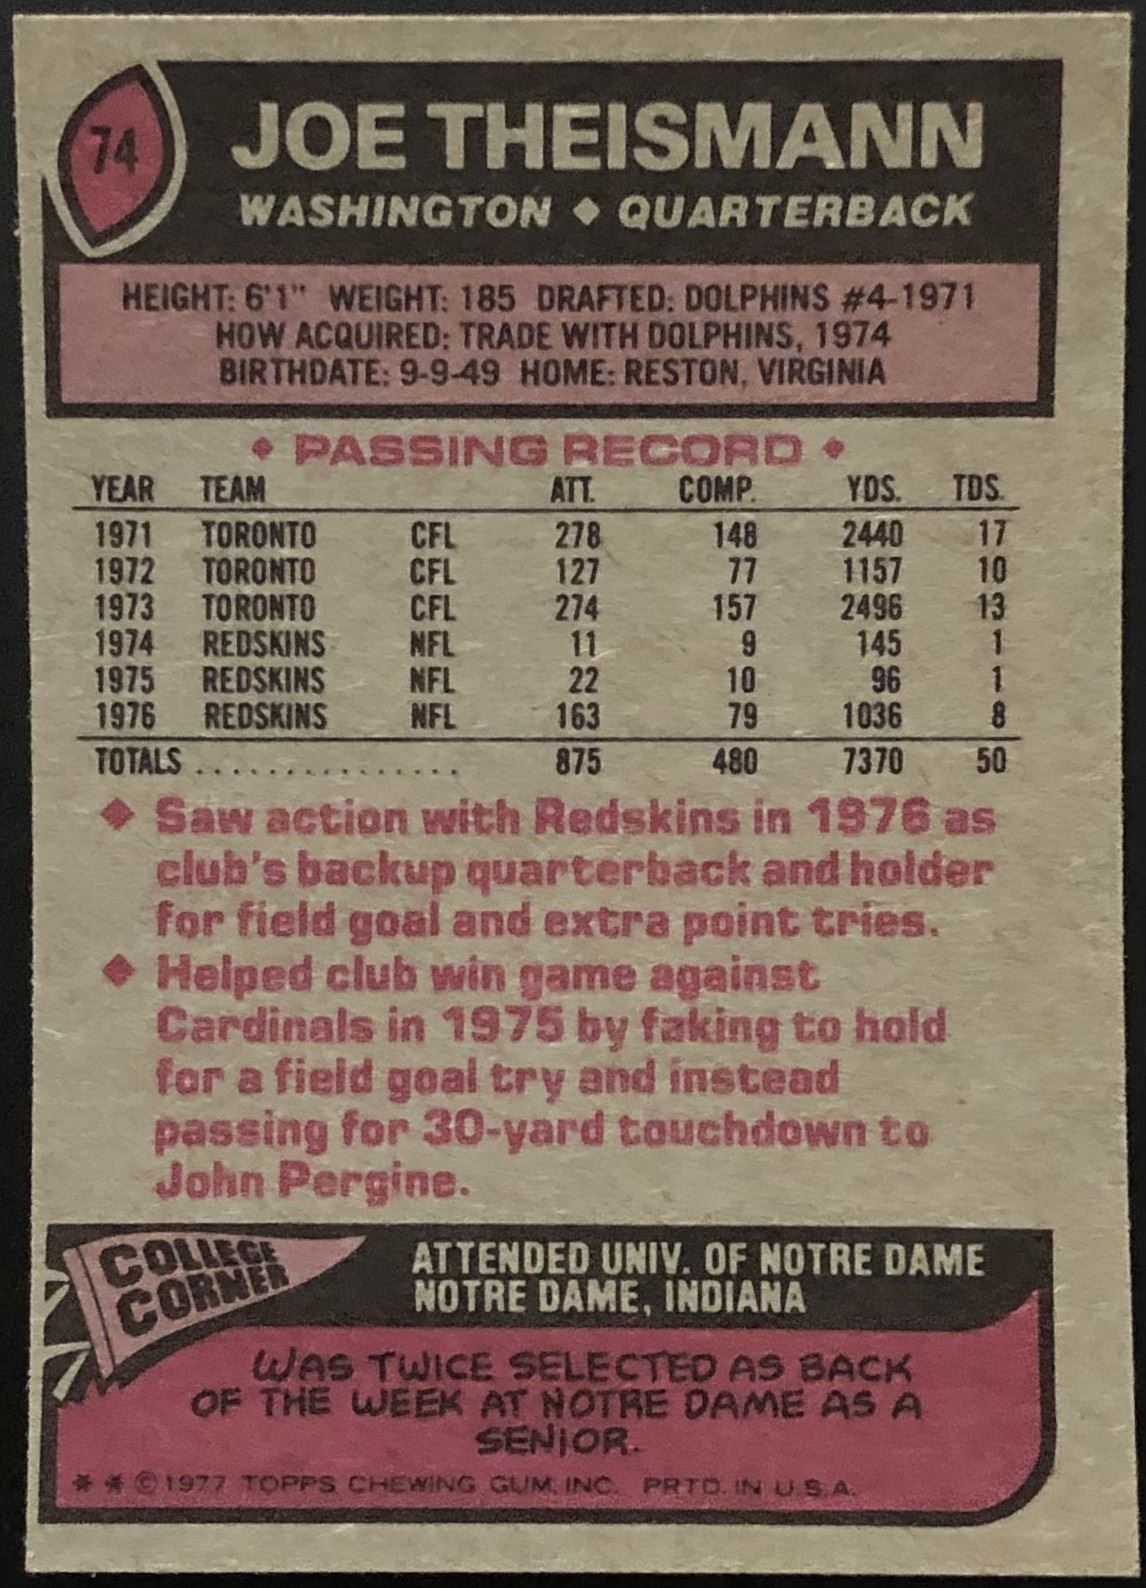 74
JOE THEISMANN
WASHINGTON ◆ QUARTERBACK
HEIGHT: 6'1" WEIGHT: 185 DRAFTED: DOLPHINS #4-1971
HOW ACQUIRED: TRADE WITH DOLPHINS, 1974
BIRTHDATE: 9-9-49 HOME: RESTON, VIRGINIA
◆ PASSING RECORD ◆
YEAR TEAM ATT. COMP. YDS. TDS.
1971 TORONTO CFL 278 148 2440 17
1972 TORONTO CFL 127 77 1157 10
1973 TORONTO CFL 274 157 2496 13
1974 REDSKINS NFL 11 9 145 1
1975 REDSKINS NFL 22 10 96 1
1976 REDSKINS NFL 163 79 1036 8
TOTALS ................ 875 480 7370 50
◆ Saw action with Redskins in 1976 as
club's backup quarterback and holder
for field goal and extra point tries.
◆ Helped club win game against
Cardinals in 1975 by faking to hold
for a field goal try and instead
passing for 30-yard touchdown to
John Pergine.
COLLEGE
CORNER
ATTENDED UNIV. OF NOTRE DAME
NOTRE DAME, INDIANA
WAS TWICE SELECTED AS BACK
OF THE WEEK AT NOTRE DAME AS A
SENIOR.
* * © 1977 TOPPS CHEWING GUM, INC. PRTD. IN U.S.A.